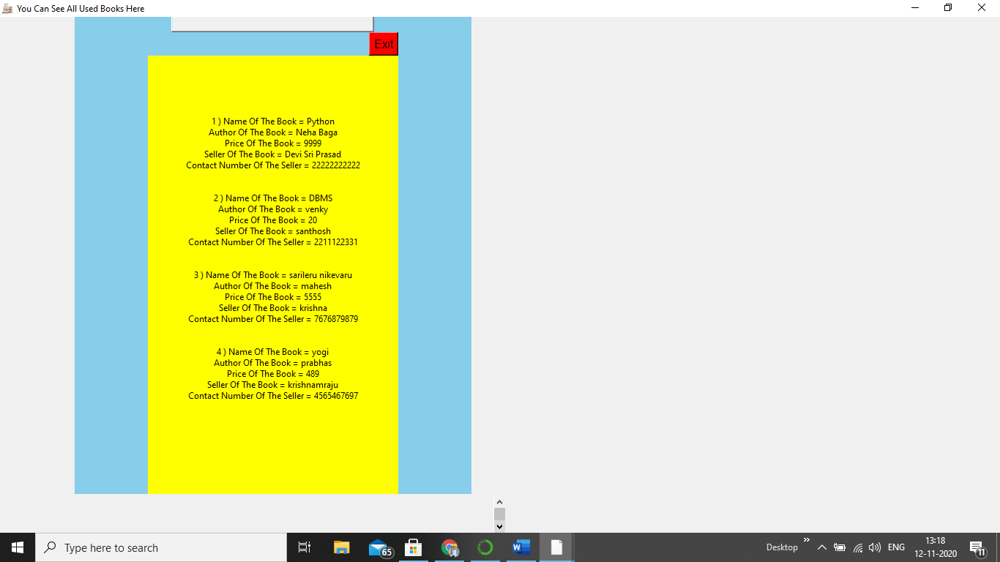 You Can See All Used Books Here
Exit
1 ) Name Of The Book = Python
Author Of The Book = Neha Baga
Price Of The Book = 9999
Seller Of The Book = Devi Sri Prasad
Contact Number Of The Seller = 22222222222
2 ) Name Of The Book = DBMS
Author Of The Book = venky
Price Of The Book = 20
Seller Of The Book = santhosh
Contact Number Of The Seller = 2211122331
3 ) Name Of The Book = sarileru nikevaru
Author Of The Book = mahesh
Price Of The Book = 5555
Seller Of The Book = krishna
Contact Number Of The Seller = 7676879879
4 ) Name Of The Book = yogi
Author Of The Book = prabhas
Price Of The Book = 489
Seller Of The Book = krishnamraju
Contact Number Of The Seller = 4565467697
Type here to search
65
W
Desktop
ENG
13:18
12-11-2020
11